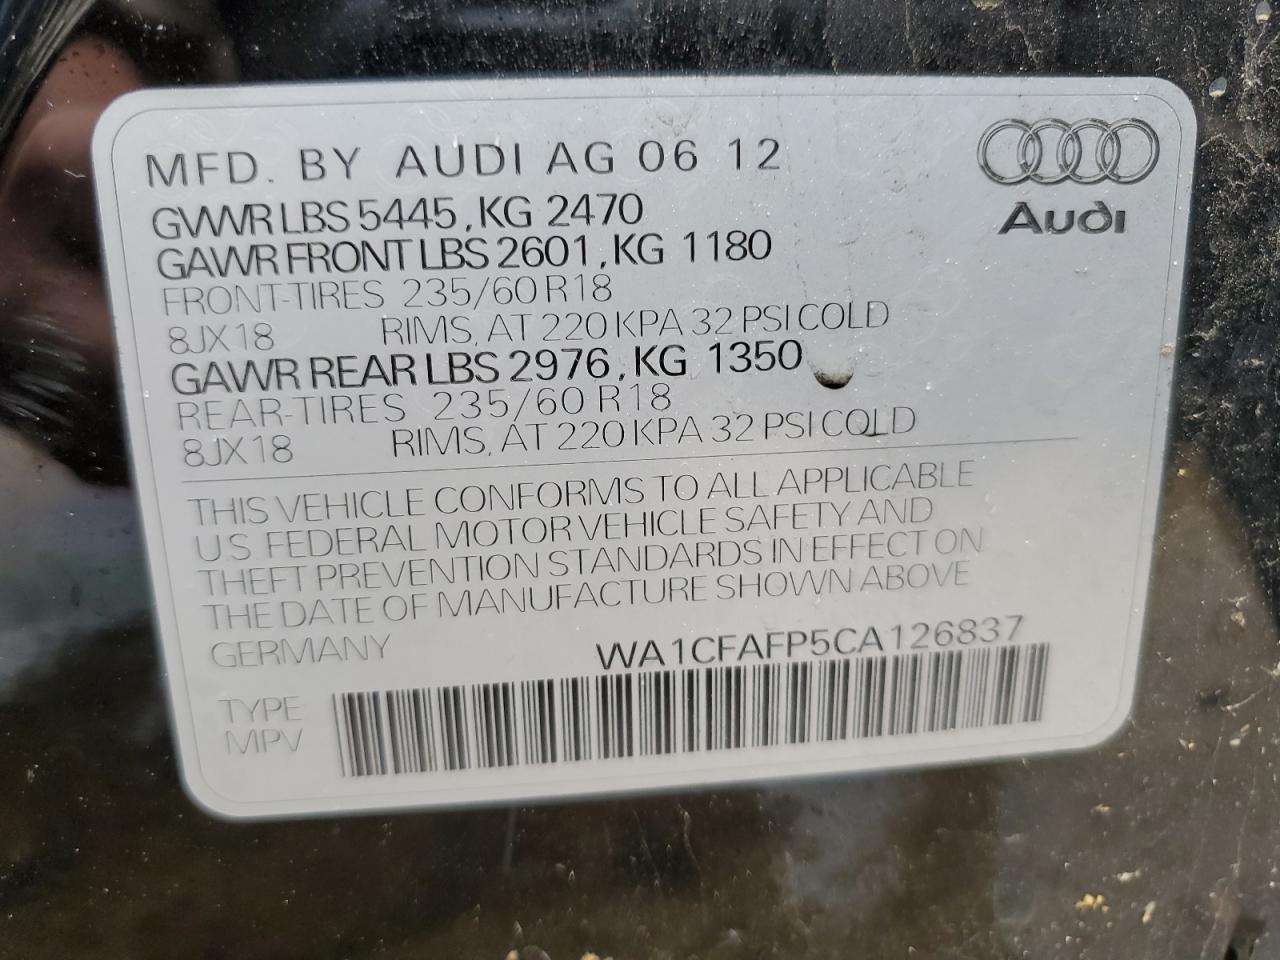 MFD. BY AUDI AG 06 12
GVWR LBS 5445, KG 2470
GAWR FRONT LBS 2601, KG 1180
FRONT-TIRES 235/60 R18
8JX18 RIMS, AT 220 KPA 32 PSI COLD
GAWR REAR LBS 2976, KG 1350
REAR-TIRES 235/60 R18
8JX18 RIMS, AT 220 KPA 32 PSI COLD
Audi
THIS VEHICLE CONFORMS TO ALL APPLICABLE
U.S FEDERAL MOTOR VEHICLE SAFETY AND
THEFT PREVENTION STANDARDS IN EFFECT ON
THE DATE OF MANUFACTURE SHOWN ABOVE
GERMANY WA1CFAFP5CA126837
TYPE
MPV